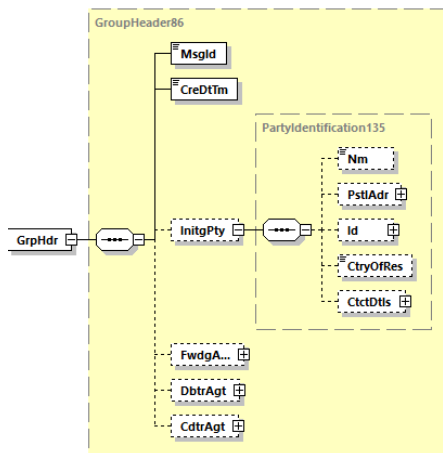 GroupHeader86
MsgId
CreDtTm
PartyIdentification135
Nm
PstlAdr
GrpHdr
InitgPty
Id
CtryOfRes
CtctDtls
FwdgA...
DbtrAgt
CdtrAgt